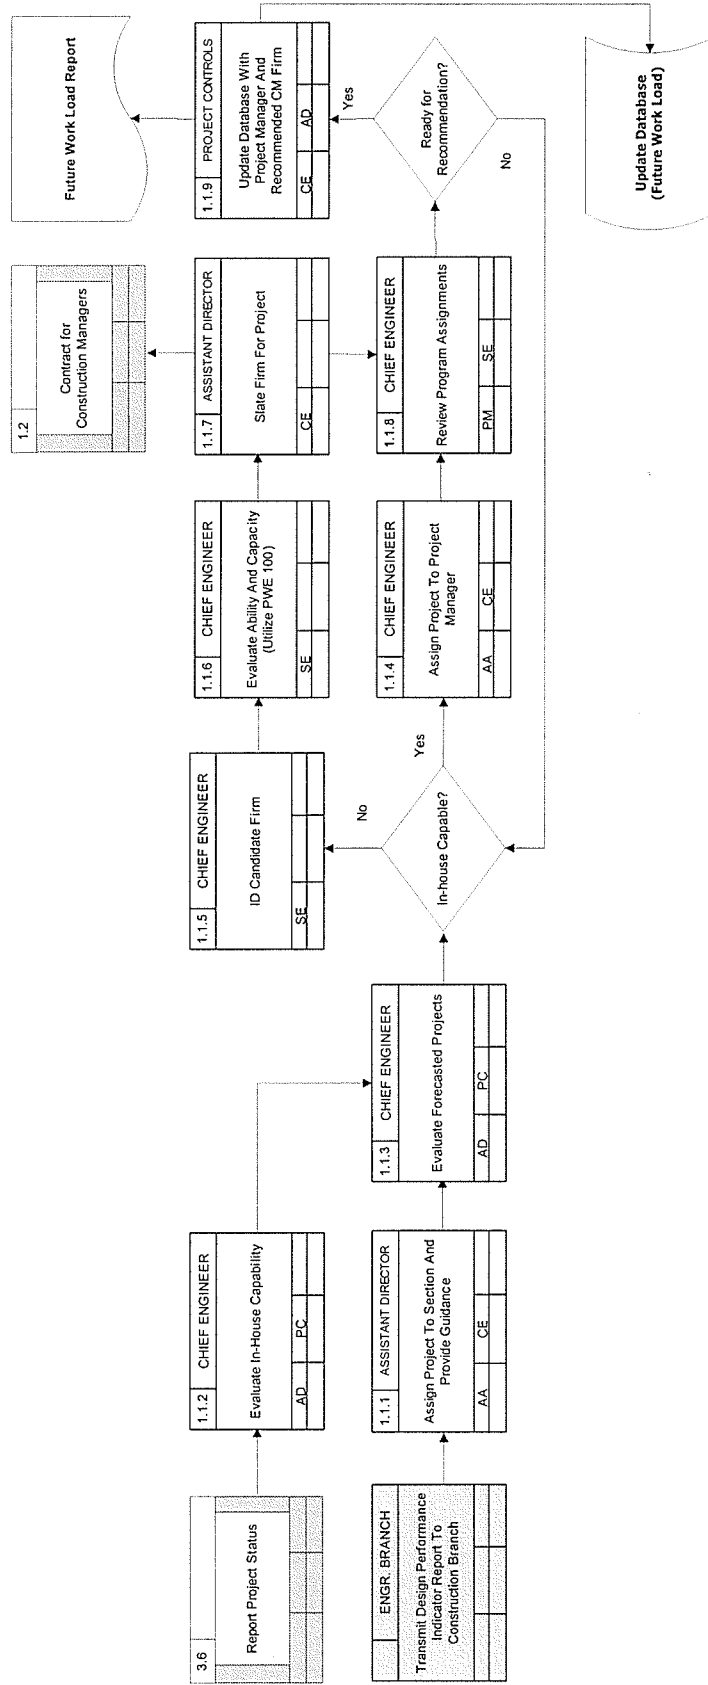 3.6
Report Project Status
ENGR. BRANCH
Transmit Design Performance
Indicator Report To
Construction Branch
1.1.2
CHIEF ENGINEER
Evaluate In-House Capability
AD
PC
1.1.1
ASSISTANT DIRECTOR
Assign Project To Section And
Provide Guidance
AA
CE
1.1.3
CHIEF ENGINEER
Evaluate Forecasted Projects
AD
PC
In-house Capable?
No
Yes
1.1.5
CHIEF ENGINEER
ID Candidate Firm
SE
1.1.6
CHIEF ENGINEER
Evaluate Ability And Capacity
(Utilize PWE 100)
SE
1.1.4
CHIEF ENGINEER
Assign Project To Project
Manager
AA
CE
1.2
Contract for
Construction Managers
1.1.7
ASSISTANT DIRECTOR
Slate Firm For Project
CE
1.1.8
CHIEF ENGINEER
Review Program Assignments
PM
SE
Ready for
Recommendation?
Yes
No
1.1.9
PROJECT CONTROLS
Update Database With
Project Manager And
Recommended CM Firm
CE
AD
Future Work Load Report
Update Database
(Future Work Load)